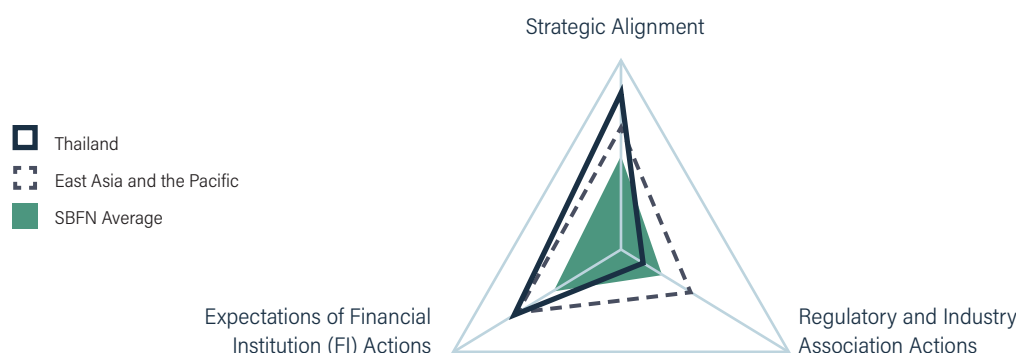 Strategic Alignment
Thailand
East Asia and the Pacific
SBFN Average
Expectations of Financial
Institution (FI) Actions
Regulatory and Industry
Association Actions